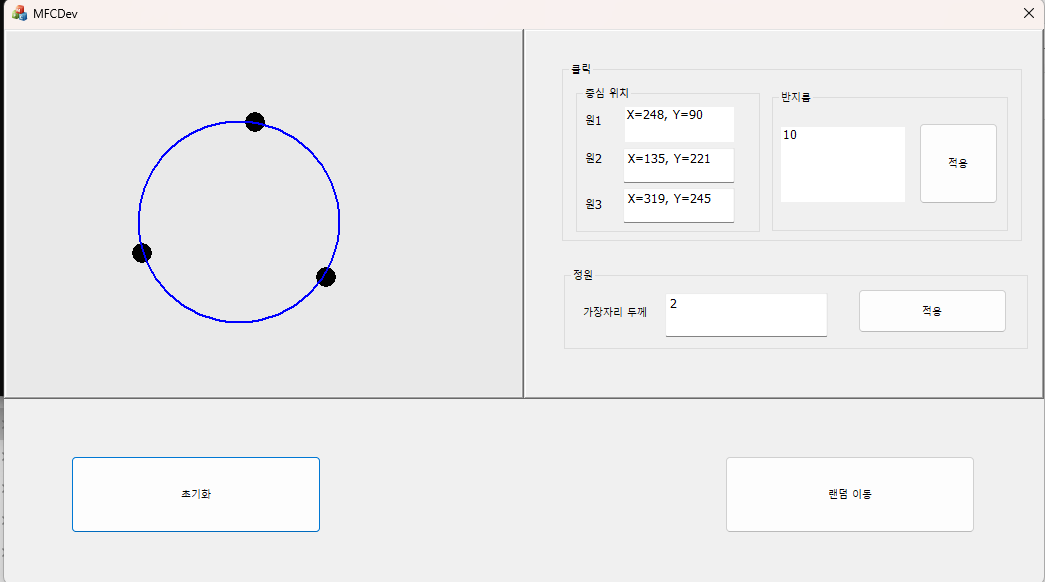 MFCDev
클릭
중심 위치
반지름
원1
X=248, Y=90
10
적용
원2
X=135, Y=221
원3
X=319, Y=245
정원
가장자리 두께
2
적용
초기화
랜덤 이동